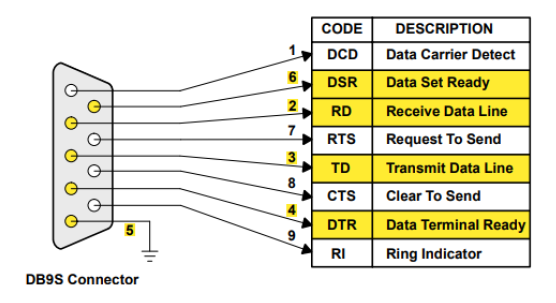 CODE DESCRIPTION
1 DCD Data Carrier Detect
6 DSR Data Set Ready
2 RD Receive Data Line
7 RTS Request To Send
3 TD Transmit Data Line
8 CTS Clear To Send
4 DTR Data Terminal Ready
9 RI Ring Indicator
5
DB9S Connector